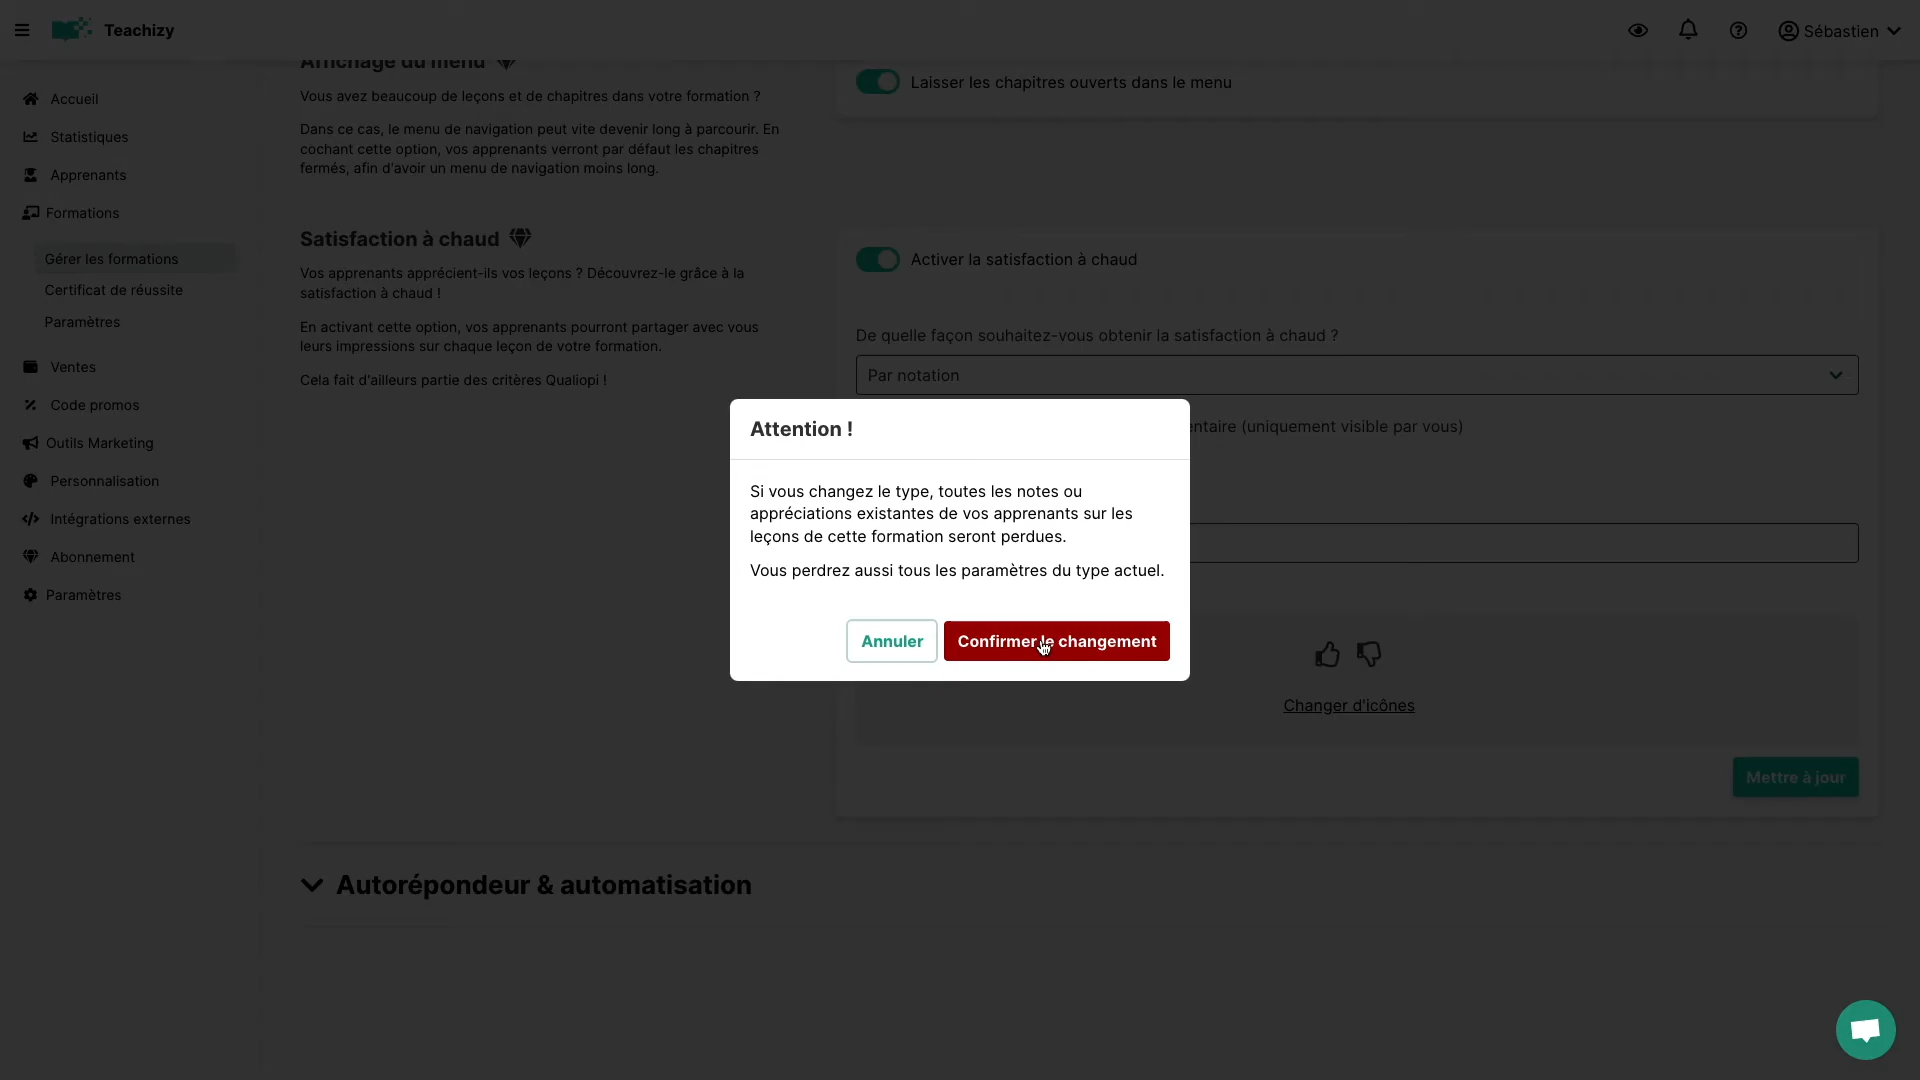 Teachizy
Sébastien
Accueil
Statistiques
Apprenants
Formations
Gérer les formations
Certificat de réussite
Paramètres
Ventes
Code promos
Outils Marketing
Personnalisation
Intégrations externes
Abonnement
Paramètres
Affichage du menu
Vous avez beaucoup de leçons et de chapitres dans votre formation ?
Dans ce cas, le menu de navigation peut vite devenir long à parcourir. En
cochant cette option, vos apprenants verront par défaut les chapitres
fermés, afin d'avoir un menu de navigation moins long.
Laisser les chapitres ouverts dans le menu
Satisfaction à chaud
Vos apprenants apprécient-ils vos leçons ? Découvrez-le grâce à la
satisfaction à chaud !
En activant cette option, vos apprenants pourront partager avec vous
leurs impressions sur chaque leçon de votre formation.
Cela fait d'ailleurs partie des critères Qualiopi !
Activer la satisfaction à chaud
De quelle façon souhaitez-vous obtenir la satisfaction à chaud ?
Par notation
entaire (uniquement visible par vous)
Attention !
Si vous changez le type, toutes les notes ou
appréciations existantes de vos apprenants sur les
leçons de cette formation seront perdues.
Vous perdrez aussi tous les paramètres du type actuel.
Annuler
Confirmer le changement
Changer d'icônes
Mettre à jour
Autorépondeur & automatisation